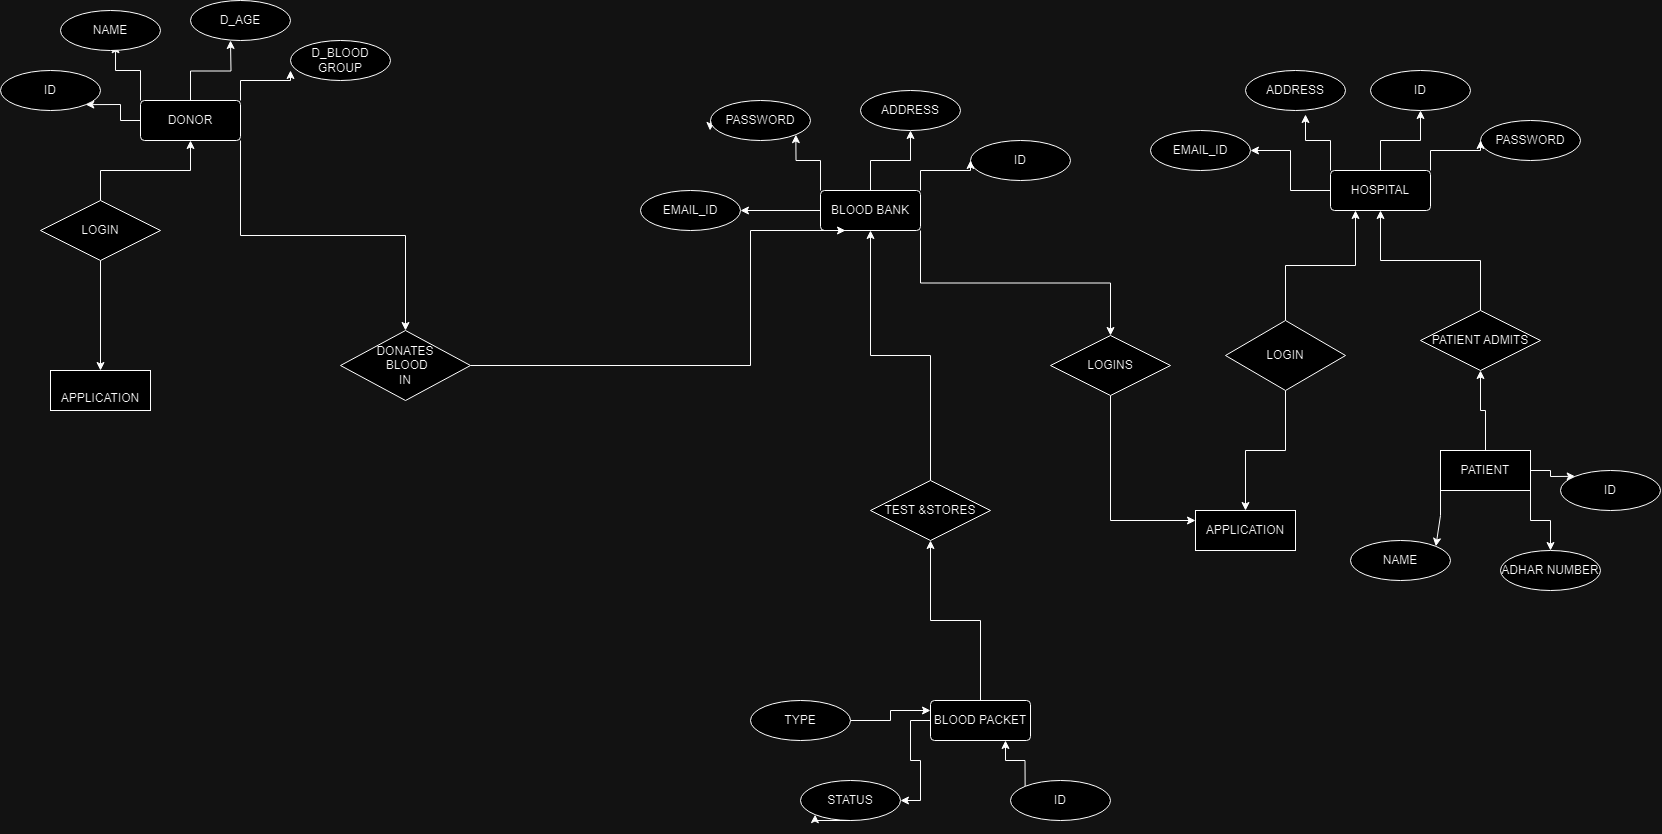 NAME
D_AGE
D_BLOOD
GROUP
ID
DONOR
LOGIN
APPLICATION
DONATES
BLOOD
IN
PASSWORD
ADDRESS
ID
EMAIL_ID
BLOOD BANK
LOGINS
TEST &STORES
TYPE
BLOOD PACKET
STATUS
ID
ADDRESS
ID
EMAIL_ID
PASSWORD
HOSPITAL
LOGIN
PATIENT ADMITS
APPLICATION
PATIENT
ID
NAME
ADHAR NUMBER